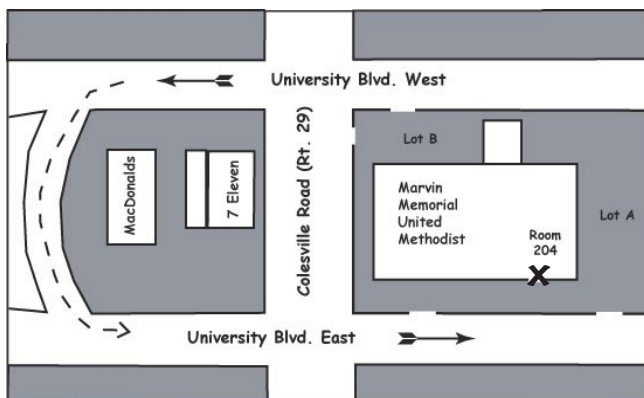 University Blvd. West
MacDonalds
7 Eleven
Colesville Road (Rt. 29)
Lot B
Marvin
Memorial
United
Methodist
Room
204
X
Lot A
University Blvd. East